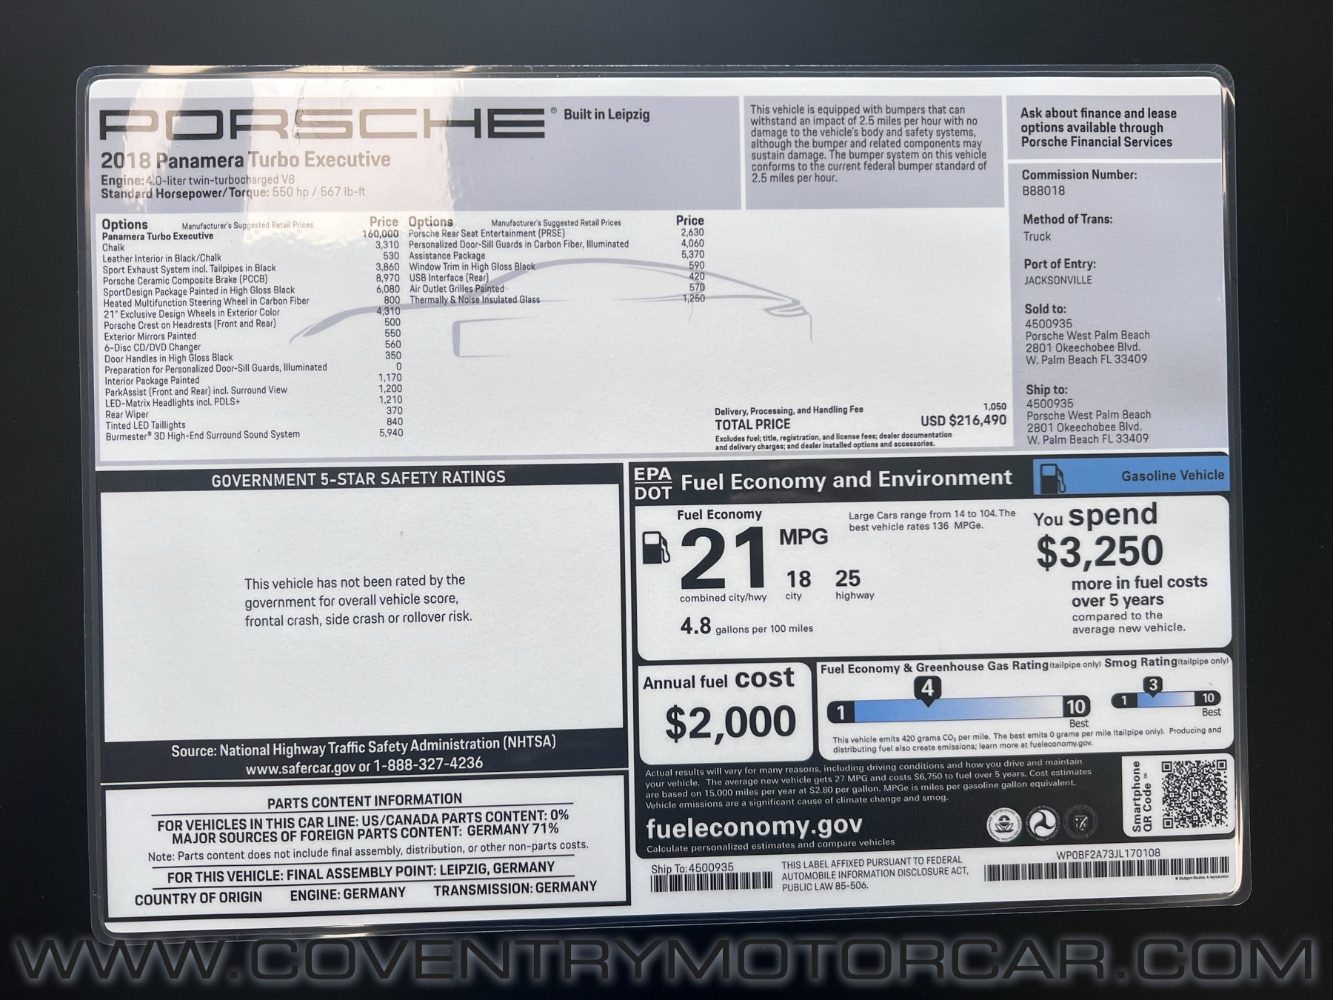 PORSCHE® Built in Leipzig
2018 Panamera Turbo Executive
Engine: 4.0-liter twin-turbocharged V8
Standard Horsepower/Torque: 550 hp / 567 lb-ft
This vehicle is equipped with bumpers that can
withstand an impact of 2.5 miles per hour with no
damage to the vehicle's body and safety systems,
although the bumper and related components may
sustain damage. The bumper system on this vehicle
conforms to the current federal bumper standard of
2.5 miles per hour.
Ask about finance and lease
options available through
Porsche Financial Services
Commission Number:
B88018
Method of Trans:
Truck
Port of Entry:
JACKSONVILLE
Sold to:
4500935
Porsche West Palm Beach
2801 Okeechobee Blvd.
W. Palm Beach FL 33409
Ship to:
4500935
Porsche West Palm Beach
2801 Okeechobee Blvd.
W. Palm Beach FL 33409
Options Manufacturer's Suggested Retail Prices Price
Panamera Turbo Executive 160,000
Chalk 3,310
Leather Interior in Black/Chalk 530
Sport Exhaust System incl. Tailpipes in Black 3,860
Porsche Ceramic Composite Brake (PCCB) 8,970
SportDesign Package Painted in High Gloss Black 6,080
Heated Multifunction Steering Wheel in Carbon Fiber 800
21" Exclusive Design Wheels in Exterior Color 4,310
Porsche Crest on Headrests (Front and Rear) 500
Exterior Mirrors Painted 550
6-Disc CD/DVD Changer 560
Door Handles in High Gloss Black 350
Preparation for Personalized Door-Sill Guards, Illuminated 0
Interior Package Painted 1,170
ParkAssist (Front and Rear) incl. Surround View 1,200
LED-Matrix Headlights incl. PDLS+ 1,210
Rear Wiper 370
Tinted LED Taillights 840
Burmester® 3D High-End Surround Sound System 5,940
Options Manufacturer's Suggested Retail Prices Price
Porsche Rear Seat Entertainment (PRSE) 2,630
Personalized Door-Sill Guards in Carbon Fiber, Illuminated 4,060
Assistance Package 5,370
Window Trim in High Gloss Black 590
USB Interface (Rear) 420
Air Outlet Grilles Painted 570
Thermally & Noise Insulated Glass 1,250
Delivery, Processing, and Handling Fee 1,050
TOTAL PRICE USD $216,490
Excludes fuel; title, registration, and license fees; dealer documentation
and delivery charges; and dealer installed options and accessories.
GOVERNMENT 5-STAR SAFETY RATINGS
This vehicle has not been rated by the
government for overall vehicle score,
frontal crash, side crash or rollover risk.
Source: National Highway Traffic Safety Administration (NHTSA)
www.safercar.gov or 1-888-327-4236
PARTS CONTENT INFORMATION
FOR VEHICLES IN THIS CAR LINE: US/CANADA PARTS CONTENT: 0%
MAJOR SOURCES OF FOREIGN PARTS CONTENT: GERMANY 71%
Note: Parts content does not include final assembly, distribution, or other non-parts costs.
FOR THIS VEHICLE: FINAL ASSEMBLY POINT: LEIPZIG, GERMANY
COUNTRY OF ORIGIN ENGINE: GERMANY TRANSMISSION: GERMANY
EPA
DOT Fuel Economy and Environment
Gasoline Vehicle
Fuel Economy
21 MPG
combined city/hwy
18 city
25 highway
4.8 gallons per 100 miles
Large Cars range from 14 to 104. The
best vehicle rates 136 MPGe.
You spend
$3,250
more in fuel costs
over 5 years
compared to the
average new vehicle.
Annual fuel cost
$2,000
Fuel Economy & Greenhouse Gas Rating (tailpipe only) Smog Rating (tailpipe only)
4
1 10
Best
3
1 10
Best
This vehicle emits 420 grams CO2 per mile. The best emits 0 grams per mile (tailpipe only). Producing and
distributing fuel also create emissions; learn more at fueleconomy.gov.
Actual results will vary for many reasons, including driving conditions and how you drive and maintain
your vehicle. The average new vehicle gets 27 MPG and costs $6,750 to fuel over 5 years. Cost estimates
are based on 15,000 miles per year at $2.80 per gallon. MPGe is miles per gasoline gallon equivalent.
Vehicle emissions are a significant cause of climate change and smog.
fueleconomy.gov
Calculate personalized estimates and compare vehicles
Smartphone
QR Code™
Ship To: 4500935
THIS LABEL AFFIXED PURSUANT TO FEDERAL
AUTOMOBILE INFORMATION DISCLOSURE ACT,
PUBLIC LAW 85-506.
WP0BF2A73JL170108
WWW.COVENTRYMOTORCAR.COM